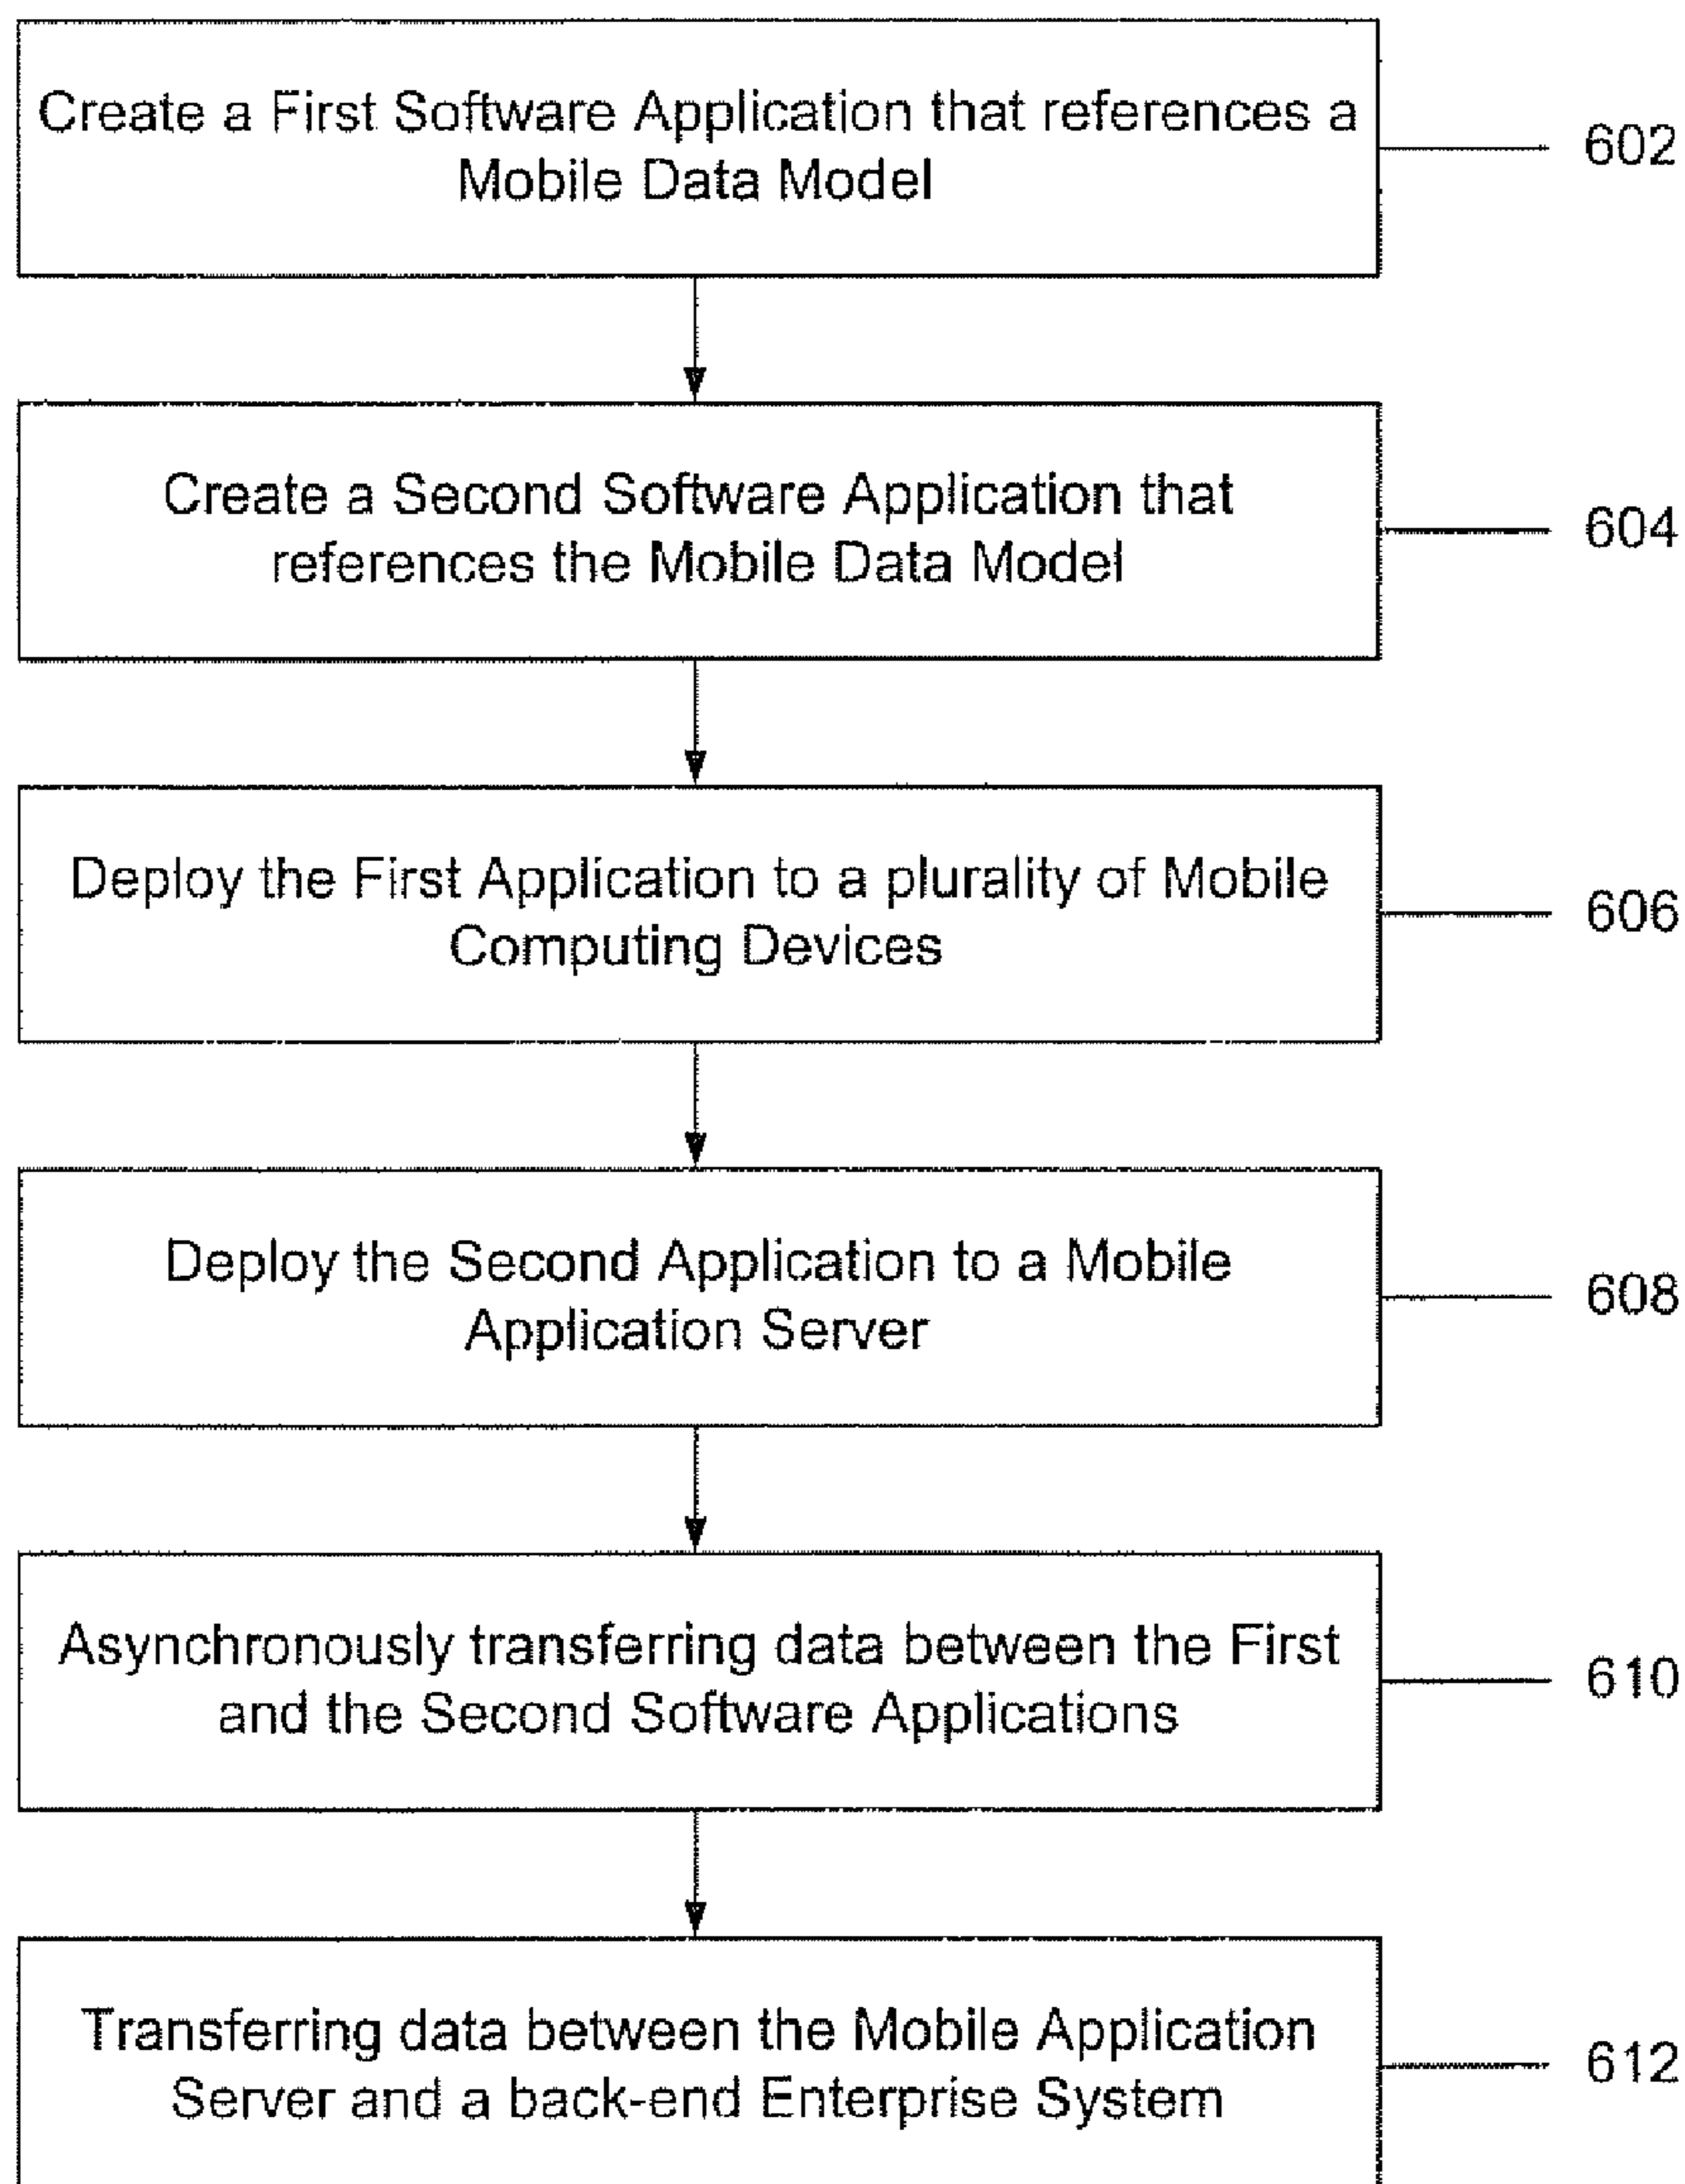 Create a First Software Application that references a
Mobile Data Model
602
Create a Second Software Application that
references the Mobile Data Model
604
Deploy the First Application to a plurality of Mobile
Computing Devices
606
Deploy the Second Application to a Mobile
Application Server
608
Asynchronously transferring data between the First
and the Second Software Applications
610
Transferring data between the Mobile Application
Server and a back-end Enterprise System
612